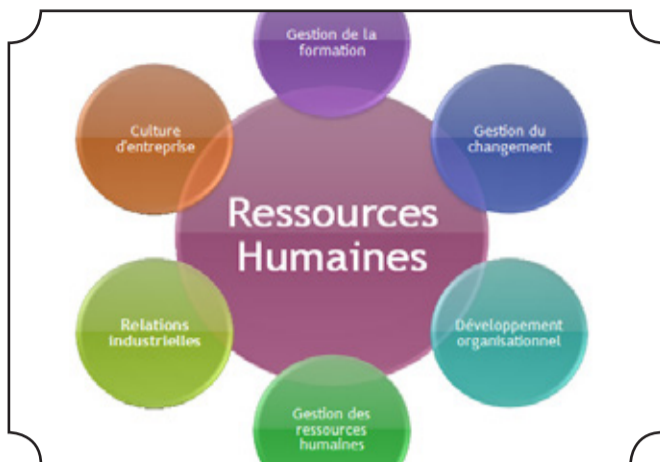 Gestion de la
formation
Culture
d'entreprise
Gestion du
changement
Ressources
Humaines
Relations
industrielles
Développement
organisationnel
Gestion des
ressources
humaines